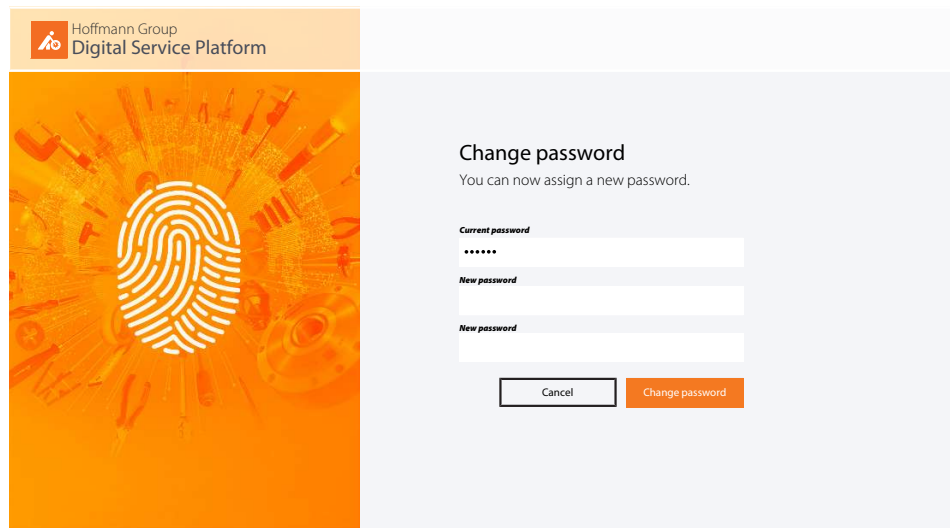 Hoffmann Group
Digital Service Platform
Change password
You can now assign a new password.
Current password
••••••
New password
New password
Cancel
Change password